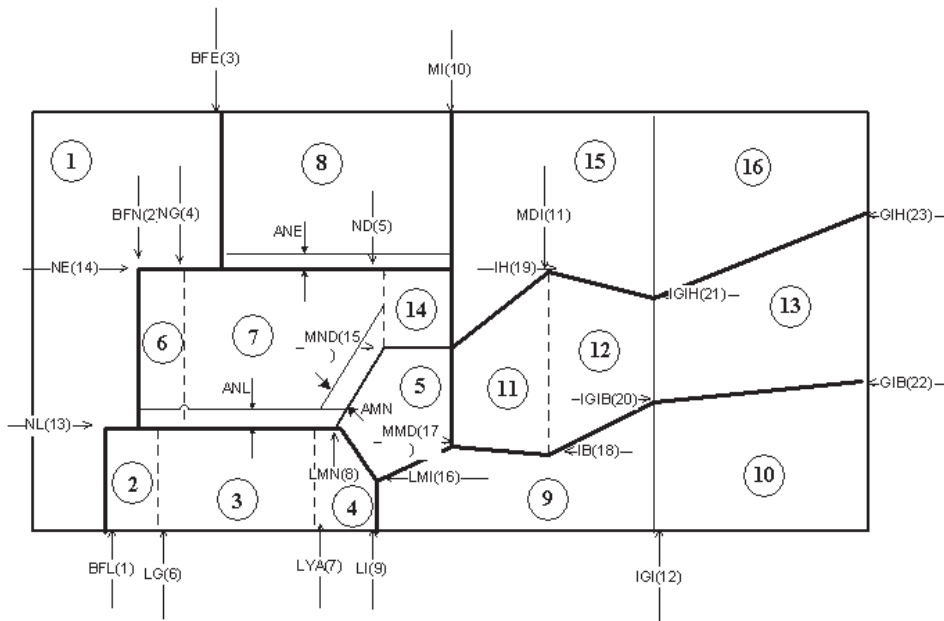 BFE(3)
MI(10)
1
8
15
16
BFN(2
NG(4)
ANE
ND(5)
MDI(11)
GIH(23)
NE(14)
IH(19)
IGIH(21)
13
14
6
7
MND(15
)
12
5
11
ANL
AMN
IGIB(20)
GIB(22)
NL(13)
MMD(17
)
IB(18)
2
3
LMN(8)
4
LMI(16)
9
10
BFL(1)
LG(6)
LYA(7)
LI(9)
IGI(12)